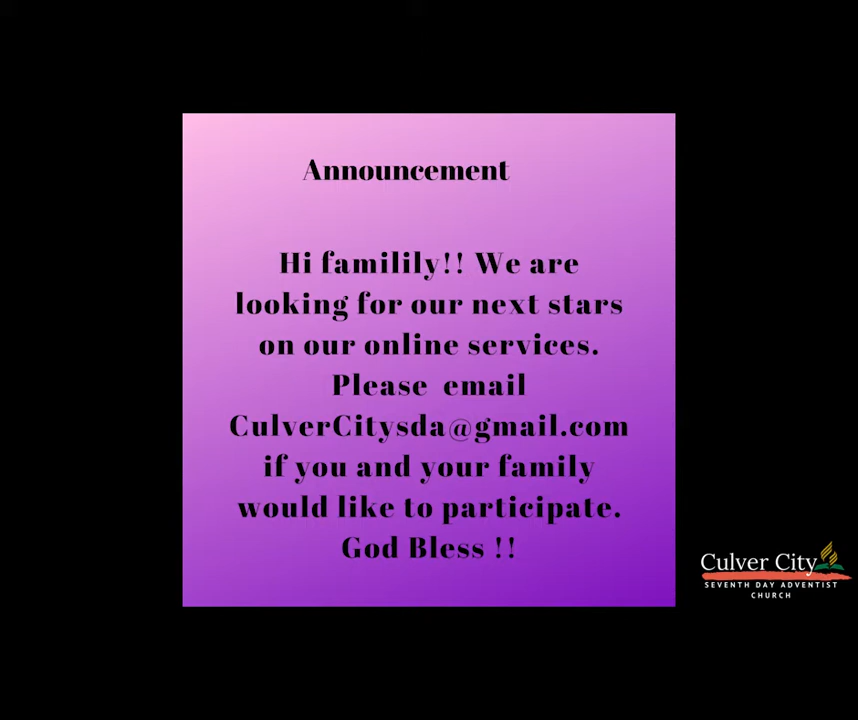 Announcement
Hi familily!! We are
looking for our next stars
on our online services.
Please email
CulverCitysda@gmail.com
if you and your family
would like to participate.
God Bless !!
Culver City
SEVENTH DAY ADVENTIST
CHURCH